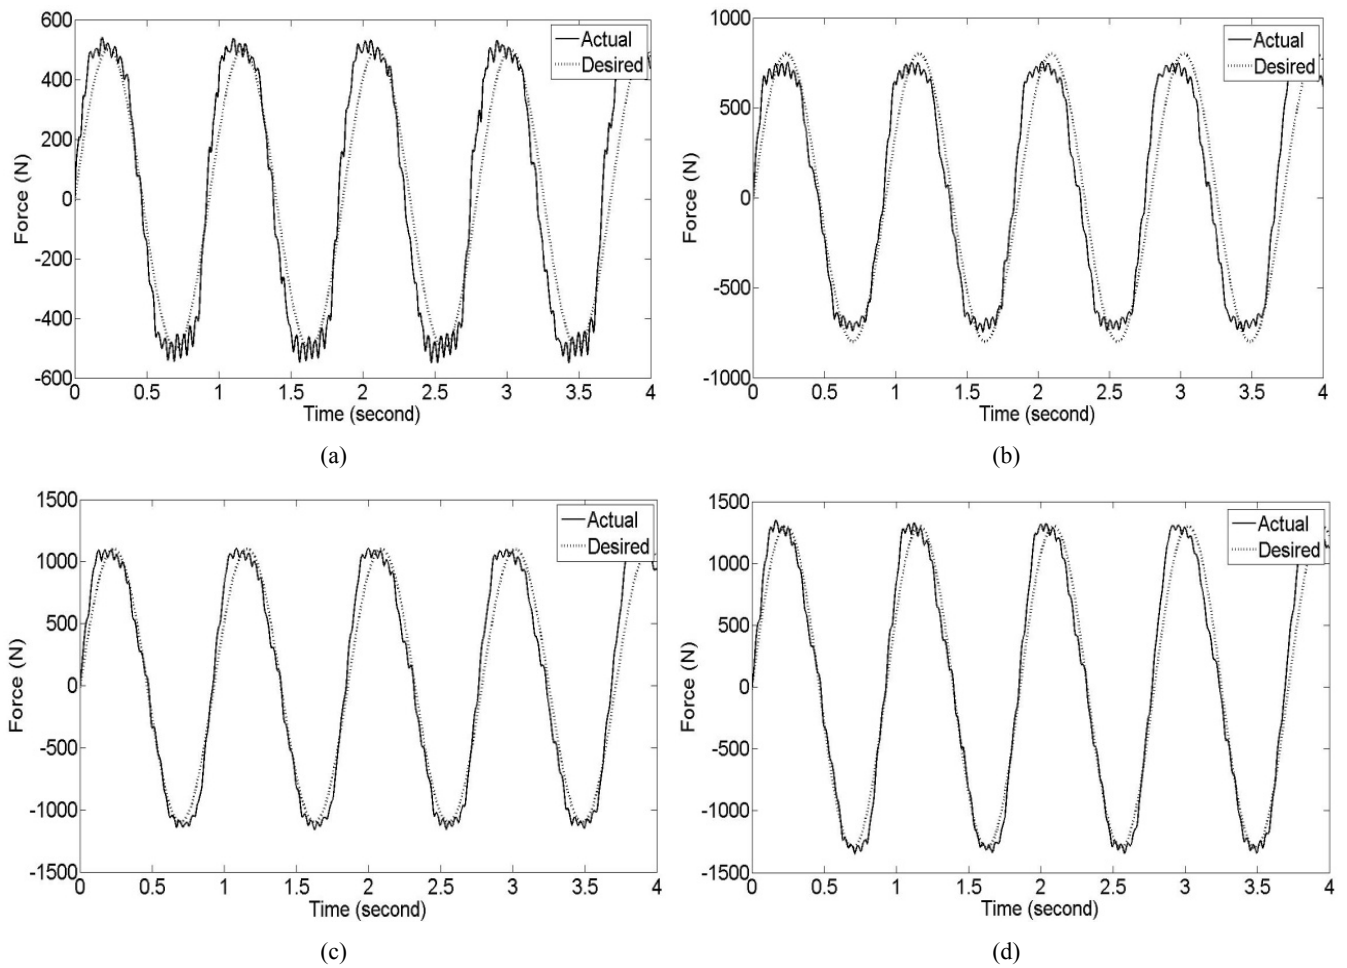 600
400
200
0
-200
-400
-600
Force (N)
0 0.5 1 1.5 2 2.5 3 3.5 4
Time (second)
Actual
Desired
(a)
1000
500
0
-500
-1000
Force (N)
0 0.5 1 1.5 2 2.5 3 3.5 4
Time (second)
Actual
Desired
(b)
1500
1000
500
0
-500
-1000
-1500
Force (N)
0 0.5 1 1.5 2 2.5 3 3.5 4
Time (second)
Actual
Desired
(c)
1500
1000
500
0
-500
-1000
-1500
Force (N)
0 0.5 1 1.5 2 2.5 3 3.5 4
Time (second)
Actual
Desired
(d)